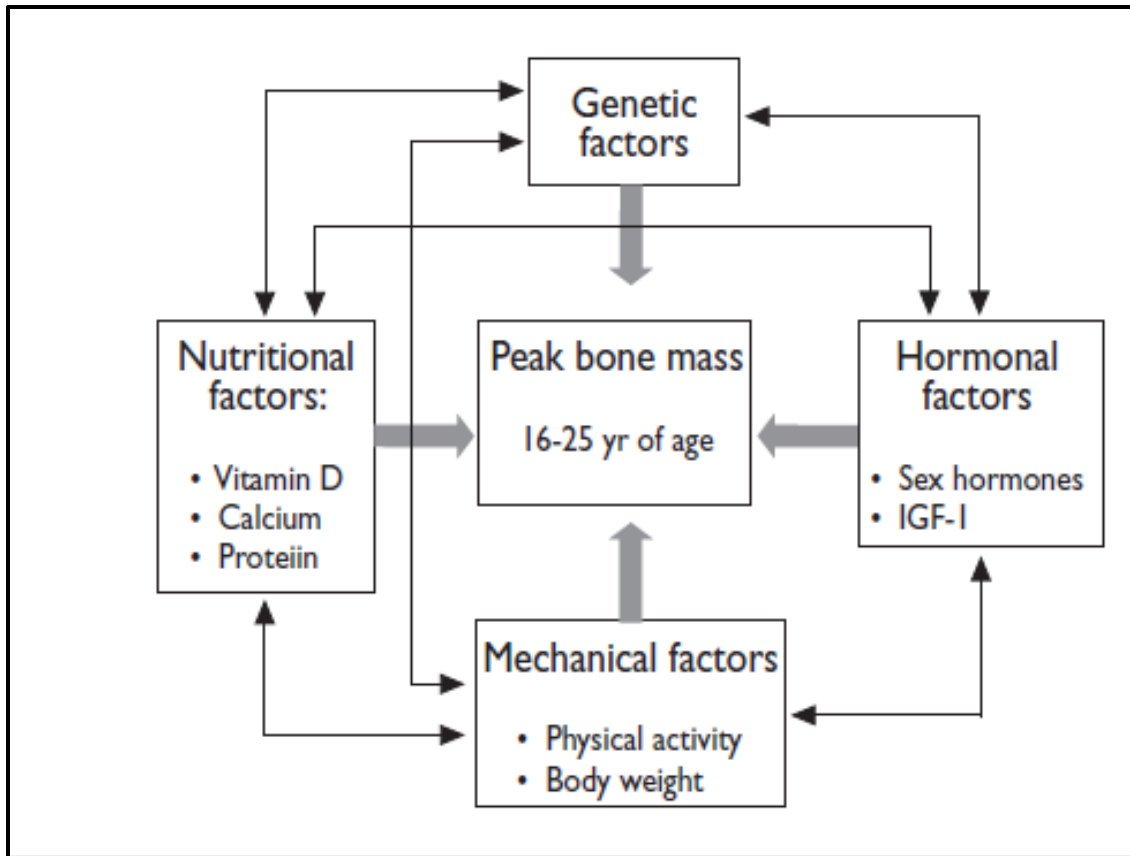 Genetic
factors
Nutritional
factors:
• Vitamin D
• Calcium
• Proteiin
Peak bone mass
16-25 yr of age
Hormonal
factors
• Sex hormones
• IGF-1
Mechanical factors
• Physical activity
• Body weight